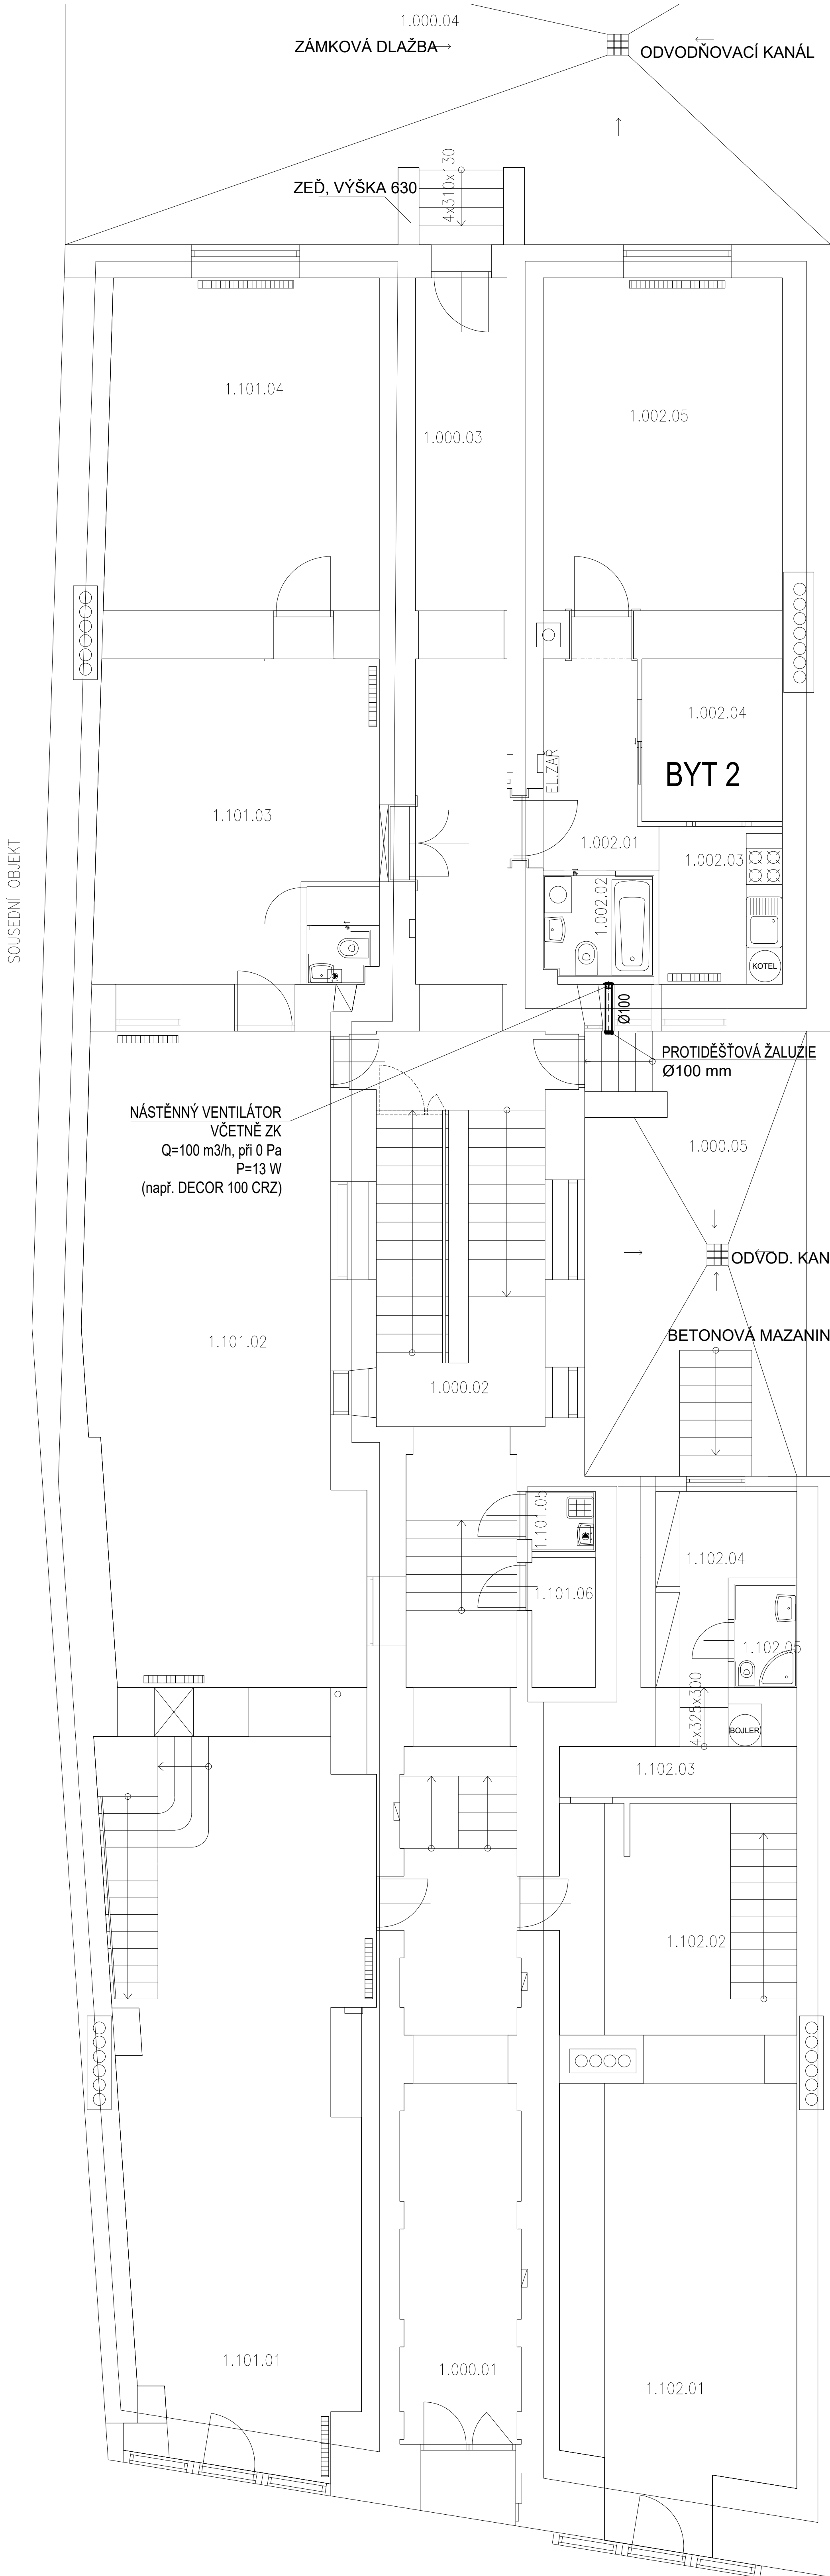 1.000.04
ZÁMKOVÁ DLAŽBA
ODVODŇOVACÍ KANÁL
4x310x130
ZEĎ, VÝŠKA 630
1.101.04
1.000.03
1.002.05
1.002.04
BYT 2
EL.ZAŘ
1.101.03
1.002.01
1.002.03
1.002.02
SOUSEDNÍ OBJEKT
KOTEL
Ø100
PROTIDĚŠŤOVÁ ŽALUZIE
Ø100 mm
NÁSTĚNNÝ VENTILÁTOR
VČETNĚ ZK
Q=100 m3/h, při 0 Pa
P=13 W
(např. DECOR 100 CRZ)
1.000.05
ODVOD. KAN
BETONOVÁ MAZANIN
1.101.02
1.000.02
1.101.05
1.102.04
1.101.06
1.102.05
4x325x300
BOJLER
1.102.03
1.102.02
1.101.01
1.000.01
1.102.01